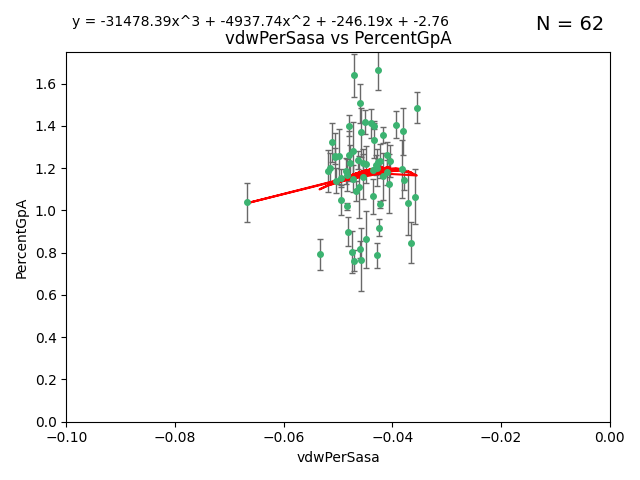 y = -31478.39x^3 + -4937.74x^2 + -246.19x + -2.76
N = 62
vdwPerSasa vs PercentGpA
PercentGpA
1.6
1.4
1.2
1.0
0.8
0.6
0.4
0.2
0.0
−0.10 −0.08 −0.06 −0.04 −0.02 0.00
vdwPerSasa